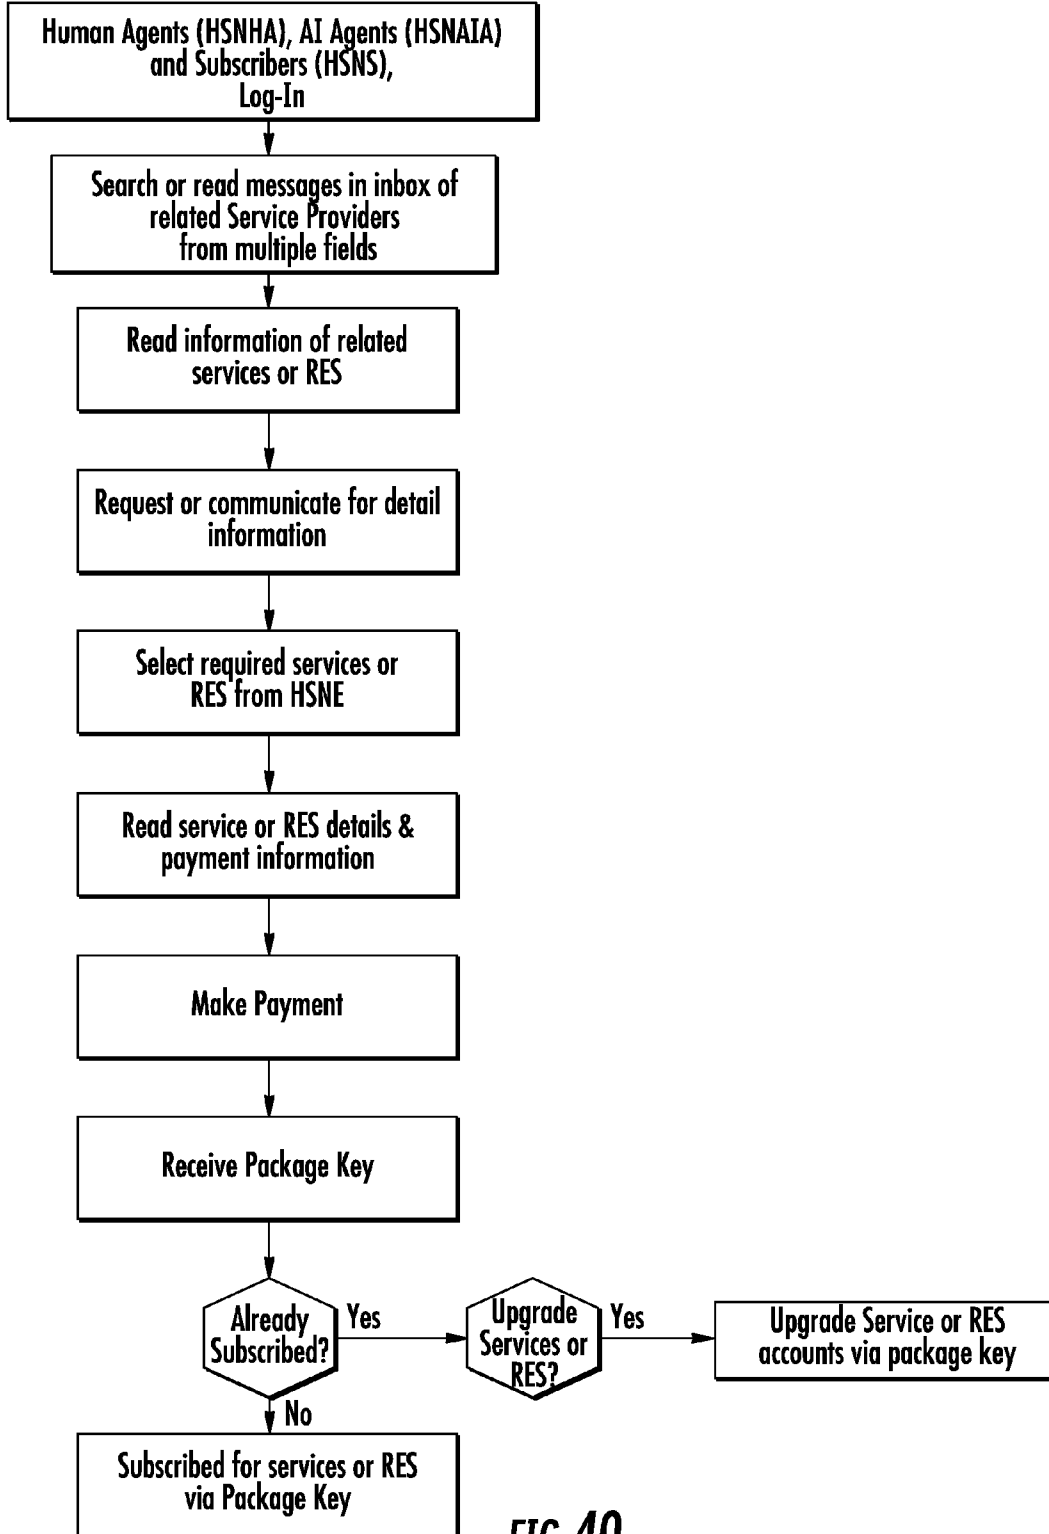 Human Agents (HSNHA), AI Agents (HSNAIA)
and Subscribers (HSNS),
Log-In
Search or read messages in inbox of
related Service Providers
from multiple fields
Read information of related
services or RES
Request or communicate for detail
information
Select required services or
RES from HSNE
Read service or RES details &
payment information
Make Payment
Receive Package Key
Already
Subscribed?
Yes
Upgrade
Services or
RES?
Yes
Upgrade Service or RES
accounts via package key
No
Subscribed for services or RES
via Package Key
FIG. 40